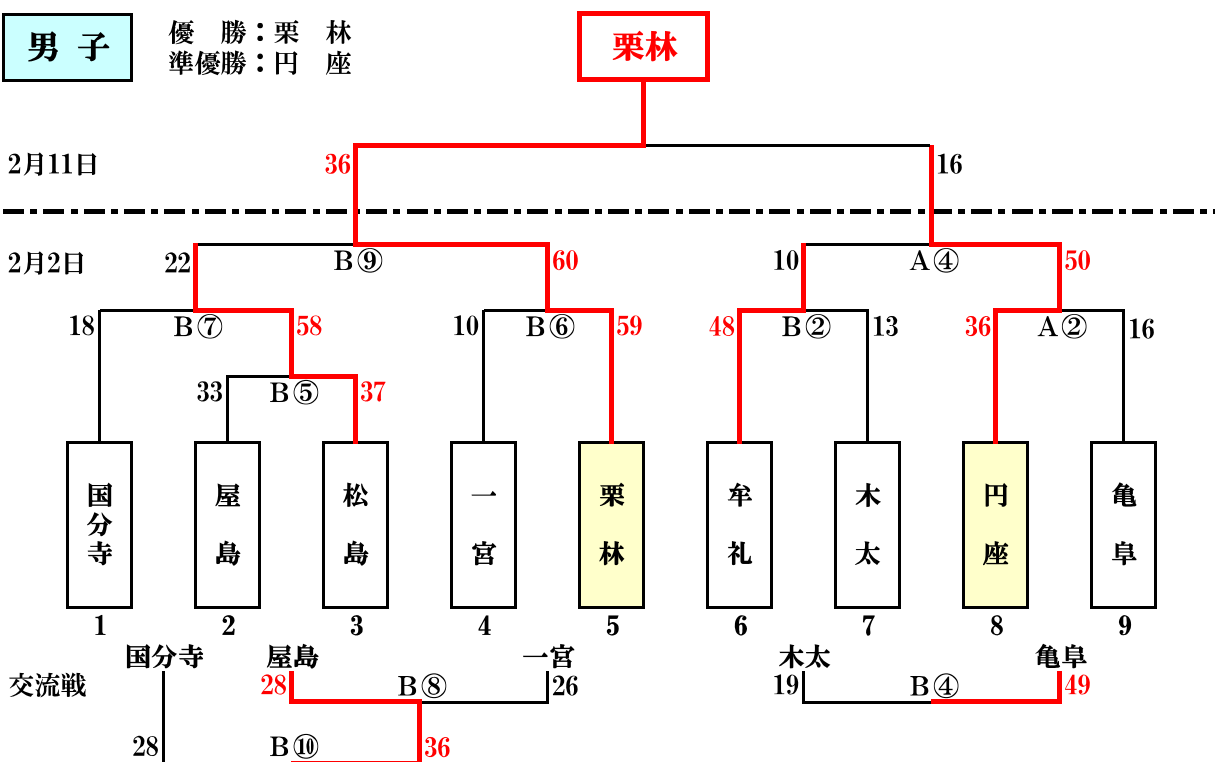 男 子
優 勝：栗 林
準優勝：円 座
栗林
2月11日
36
16
2月2日
22
B⑨
60
10
A④
50
18
B⑦
58
10
B⑥
59
48
B②
13
36
A②
16
33
B⑤
37
国分寺
屋島
松島
一宮
栗林
牟礼
木太
円座
亀阜
1
2
3
4
5
6
7
8
9
国分寺
屋島
一宮
木太
亀阜
交流戦
28
B⑧
26
19
B④
49
28
B⑩
36